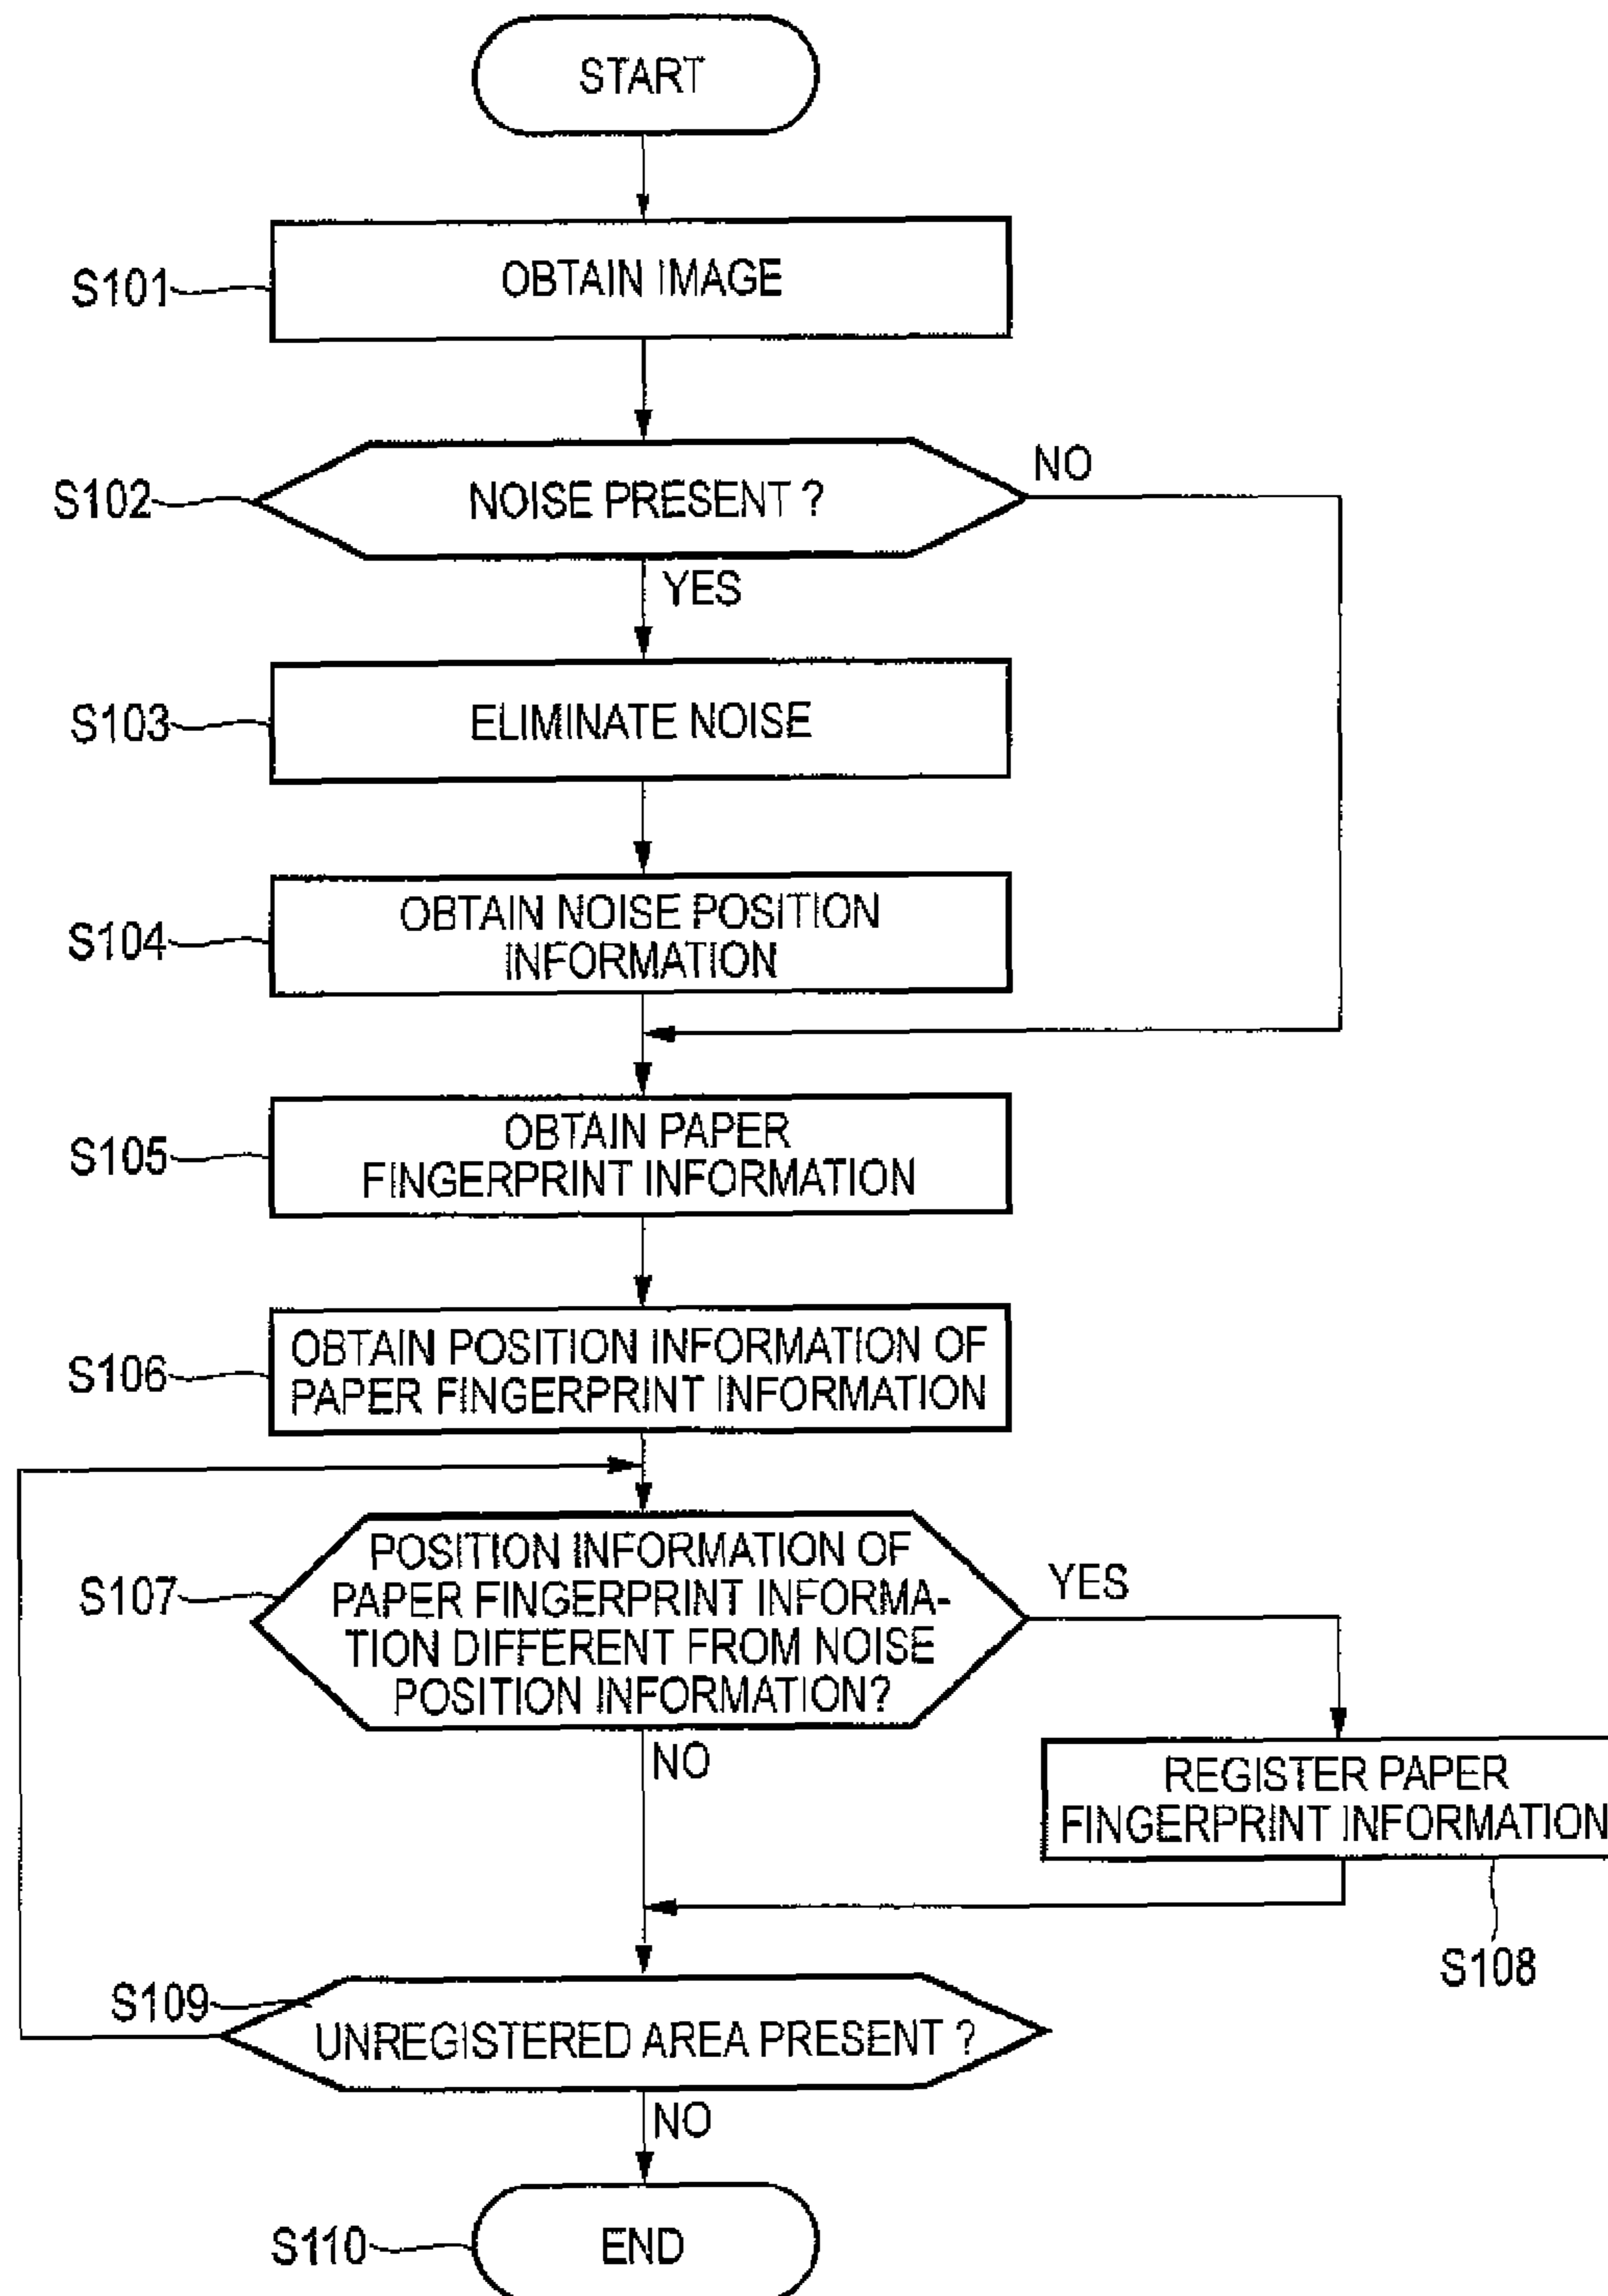 START
S101
OBTAIN IMAGE
S102
NOISE PRESENT ?
NO
YES
S103
ELIMINATE NOISE
S104
OBTAIN NOISE POSITION
INFORMATION
S105
OBTAIN PAPER
FINGERPRINT INFORMATION
S106
OBTAIN POSITION INFORMATION OF
PAPER FINGERPRINT INFORMATION
S107
POSITION INFORMATION OF
PAPER FINGERPRINT INFORMA-
TION DIFFERENT FROM NOISE
POSITION INFORMATION?
YES
NO
REGISTER PAPER
FINGERPRINT INFORMATION
S108
S109
UNREGISTERED AREA PRESENT ?
NO
S110
END